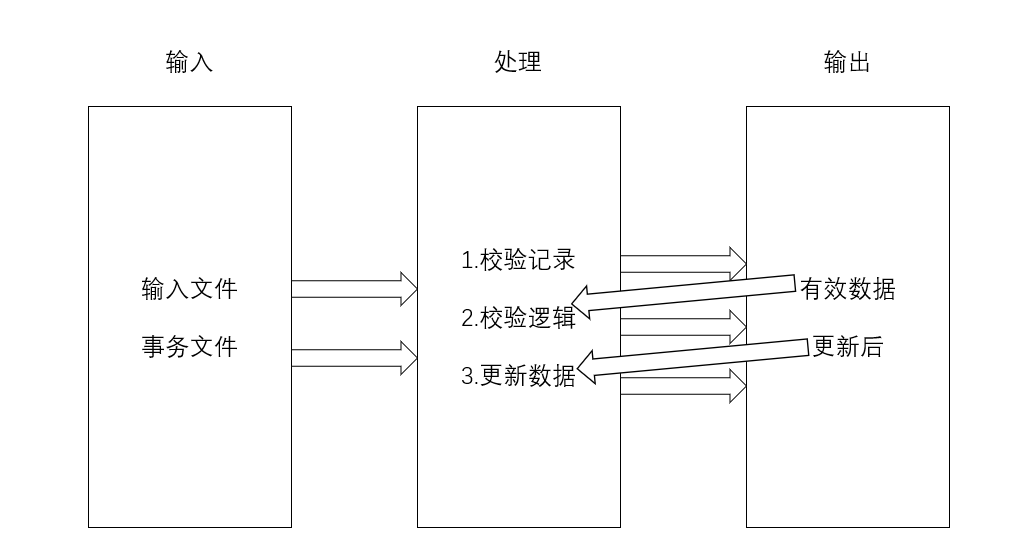 输入
处理
输出
输入文件
事务文件
1.校验记录
2.校验逻辑
3.更新数据
有效数据
更新后